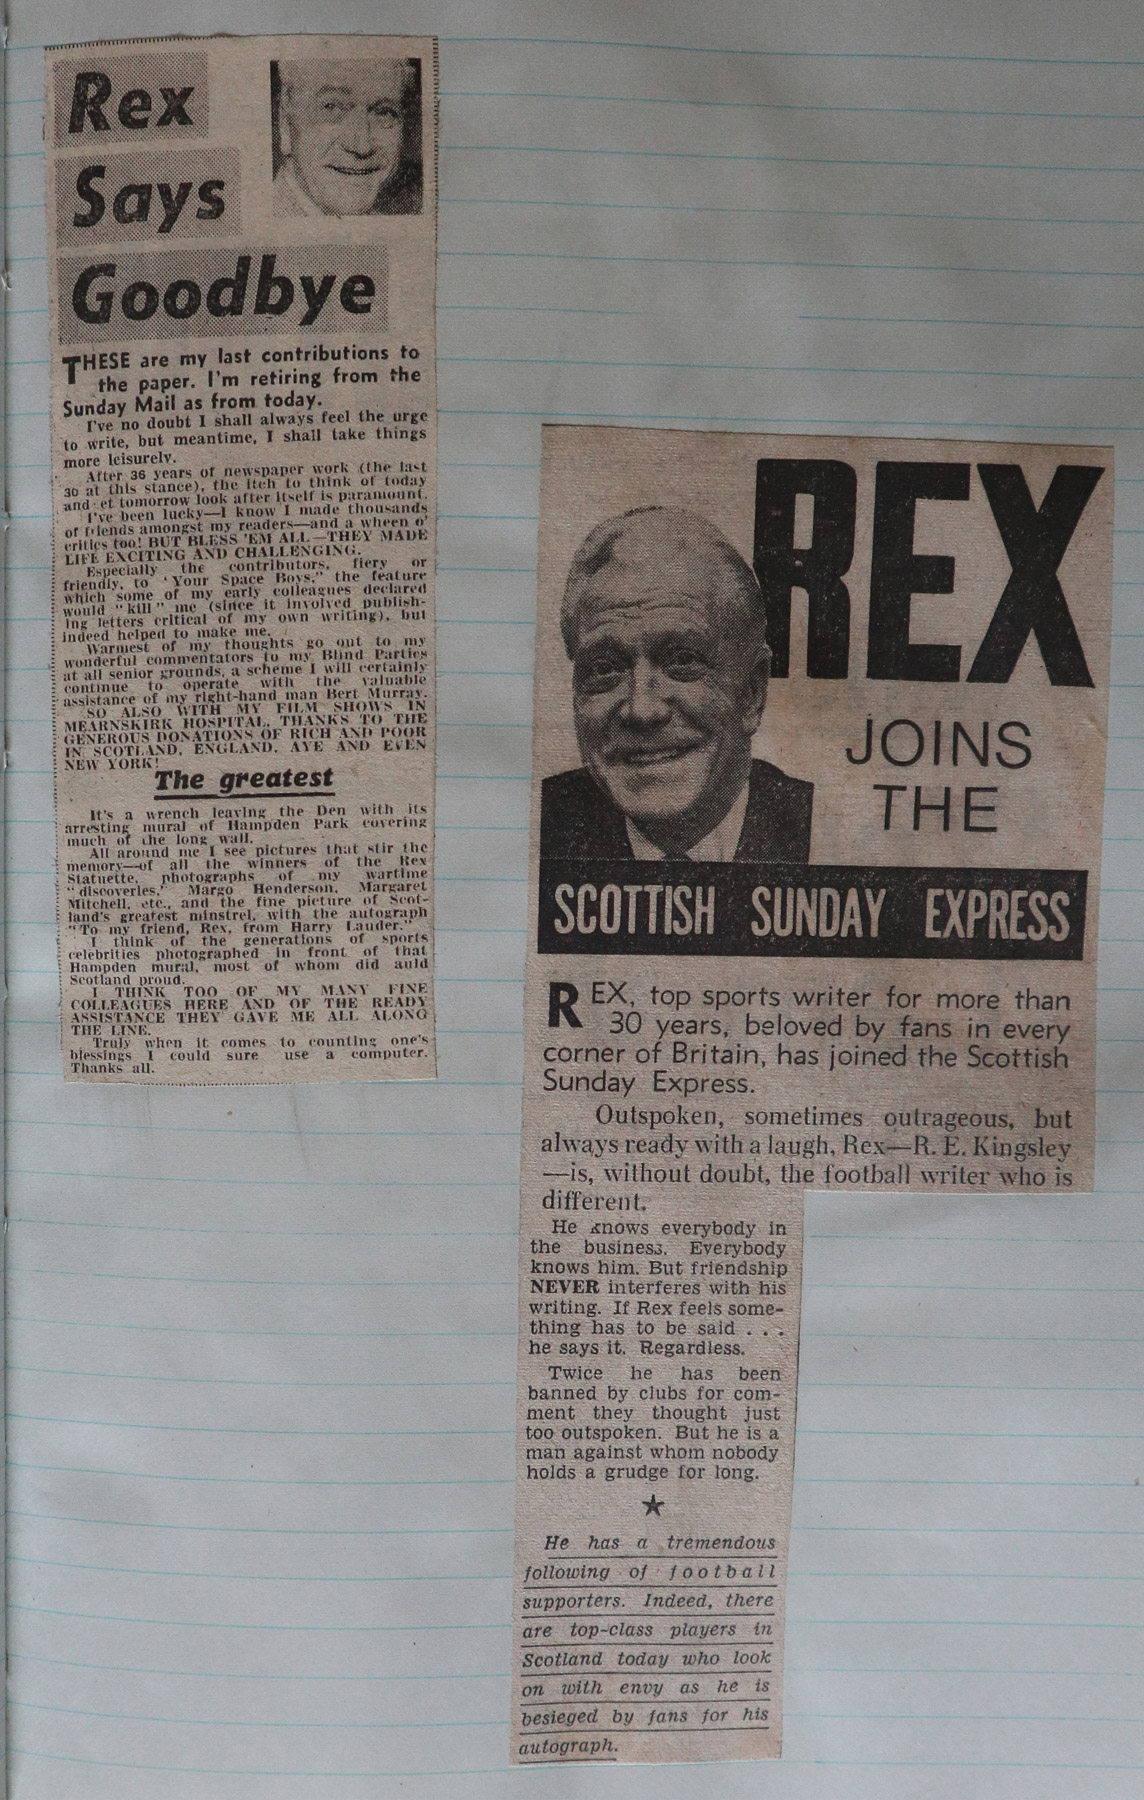 Rex
Says
Goodbye
THESE are my last contributions to
the paper. I'm retiring from the
Sunday Mail as from today.
I've no doubt I shall always feel the urge
to write, but meantime, I shall take things
more leisurely.
After 36 years of newspaper work (the last
30 at this stance), the itch to think of today
and et tomorrow look after itself is paramount.
I've been lucky—I know I made thousands
of friends amongst my readers—and a wheen o'
critics too! BUT BLESS 'EM ALL—THEY MADE
LIFE EXCITING AND CHALLENGING.
Especially the contributors, fiery or
friendly, to 'Your Space Boys," the feature
which some of my early colleagues declared
would "kill" me (since it involved publish-
ing letters critical of my own writing), but
indeed helped to make me.
Warmest of my thoughts go out to my
wonderful commentators to my Blind Parties
at all senior grounds, a scheme I will certainly
continue to operate with the valuable
assistance of my right-hand man Bert Murray.
SO ALSO WITH MY FILM SHOWS IN
MEARNSKIRK HOSPITAL, THANKS TO THE
GENEROUS DONATIONS OF RICH AND POOR
IN SCOTLAND, ENGLAND, AYE AND EVEN
NEW YORK!
The greatest
It's a wrench leaving the Den with its
arresting mural of Hampden Park covering
much of the long wall.
All around me I see pictures that stir the
memory—of all the winners of the Rex
Statuette, photographs of my wartime
"discoveries," Margo Henderson, Margaret
Mitchell, etc., and the fine picture of Scot-
land's greatest minstrel, with the autograph
"To my friend, Rex, from Harry Lauder."
I think of the generations of sports
celebrities photographed in front of that
Hampden mural, most of whom did auld
Scotland proud.
I THINK TOO OF MY MANY FINE
COLLEAGUES HERE AND OF THE READY
ASSISTANCE THEY GAVE ME ALL ALONG
THE LINE.
Truly when it comes to counting one's
blessings I could sure use a computer.
Thanks all.
REX
JOINS
THE
SCOTTISH SUNDAY EXPRESS
REX, top sports writer for more than
30 years, beloved by fans in every
corner of Britain, has joined the Scottish
Sunday Express.
Outspoken, sometimes outrageous, but
always ready with a laugh, Rex—R. E. Kingsley
—is, without doubt, the football writer who is
different.
He knows everybody in
the business. Everybody
knows him. But friendship
NEVER interferes with his
writing. If Rex feels some-
thing has to be said . . .
he says it. Regardless.
Twice he has been
banned by clubs for com-
ment they thought just
too outspoken. But he is a
man against whom nobody
holds a grudge for long.
★
He has a tremendous
following of football
supporters. Indeed, there
are top-class players in
Scotland today who look
on with envy as he is
besieged by fans for his
autograph.